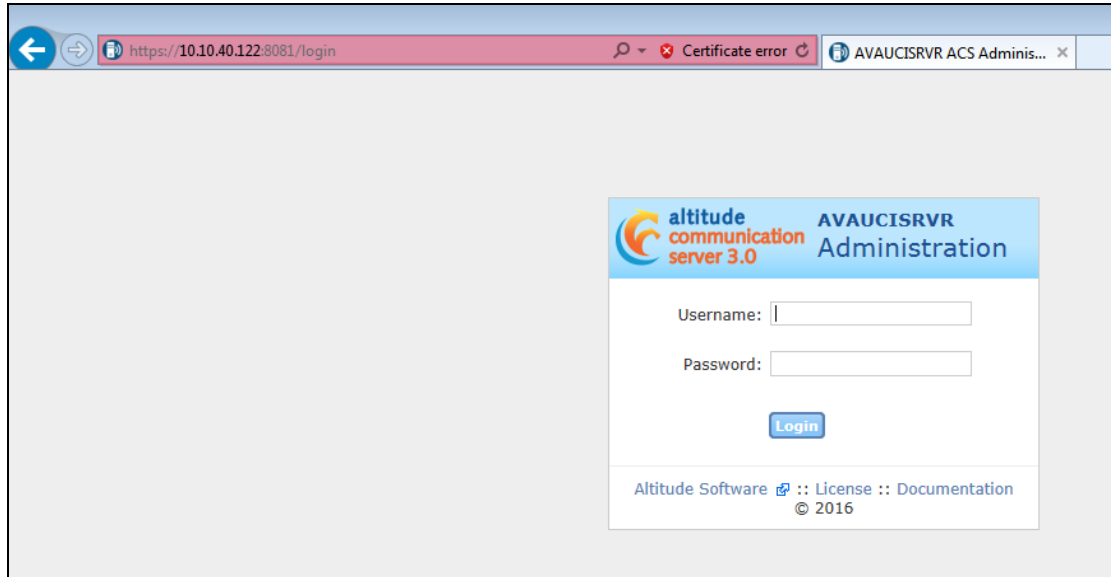 https://10.10.40.122:8081/login
Certificate error
AVAUCISRVR ACS Adminis...
altitude
communication
server 3.0
AVAUCISRVR
Administration
Username:
Password:
Login
Altitude Software :: License :: Documentation
© 2016